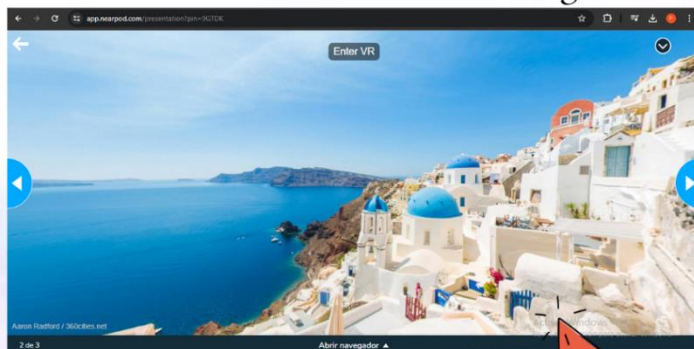 app.nearpod.com/presentation?pin=9GTDK
Enter VR
Aaron Radford / 360cities.net
2 de 3
Abrir navegador